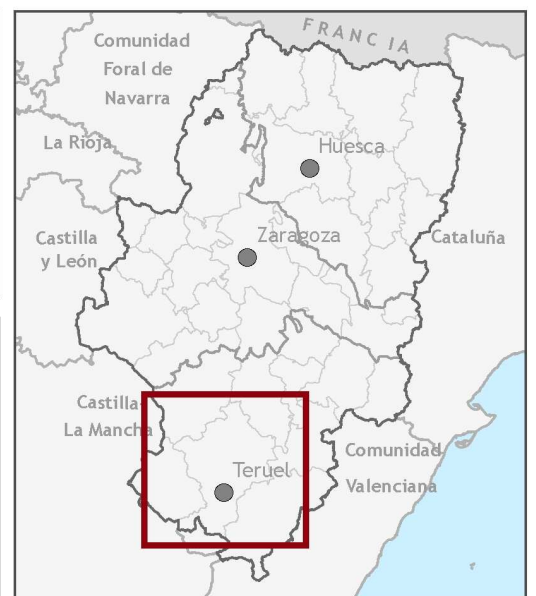 FRANCIA
Comunidad
Foral de
Navarra
La Rioja
Huesca
Castilla
y León
Zaragoza
Cataluña
Castilla
La Mancha
Comunidad
Valenciana
Teruel